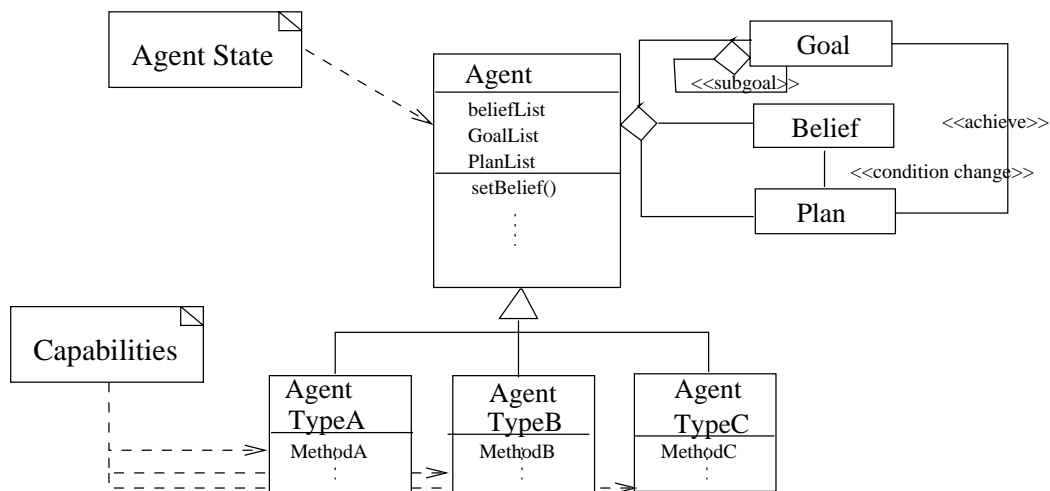 Agent State
Agent
beliefList
GoalList
PlanList
setBelief()
Goal
<<subgoal>>
Belief
<<achieve>>
<<condition change>>
Plan
Capabilities
Agent
TypeA
MethodA
Agent
TypeB
MethodB
Agent
TypeC
MethodC